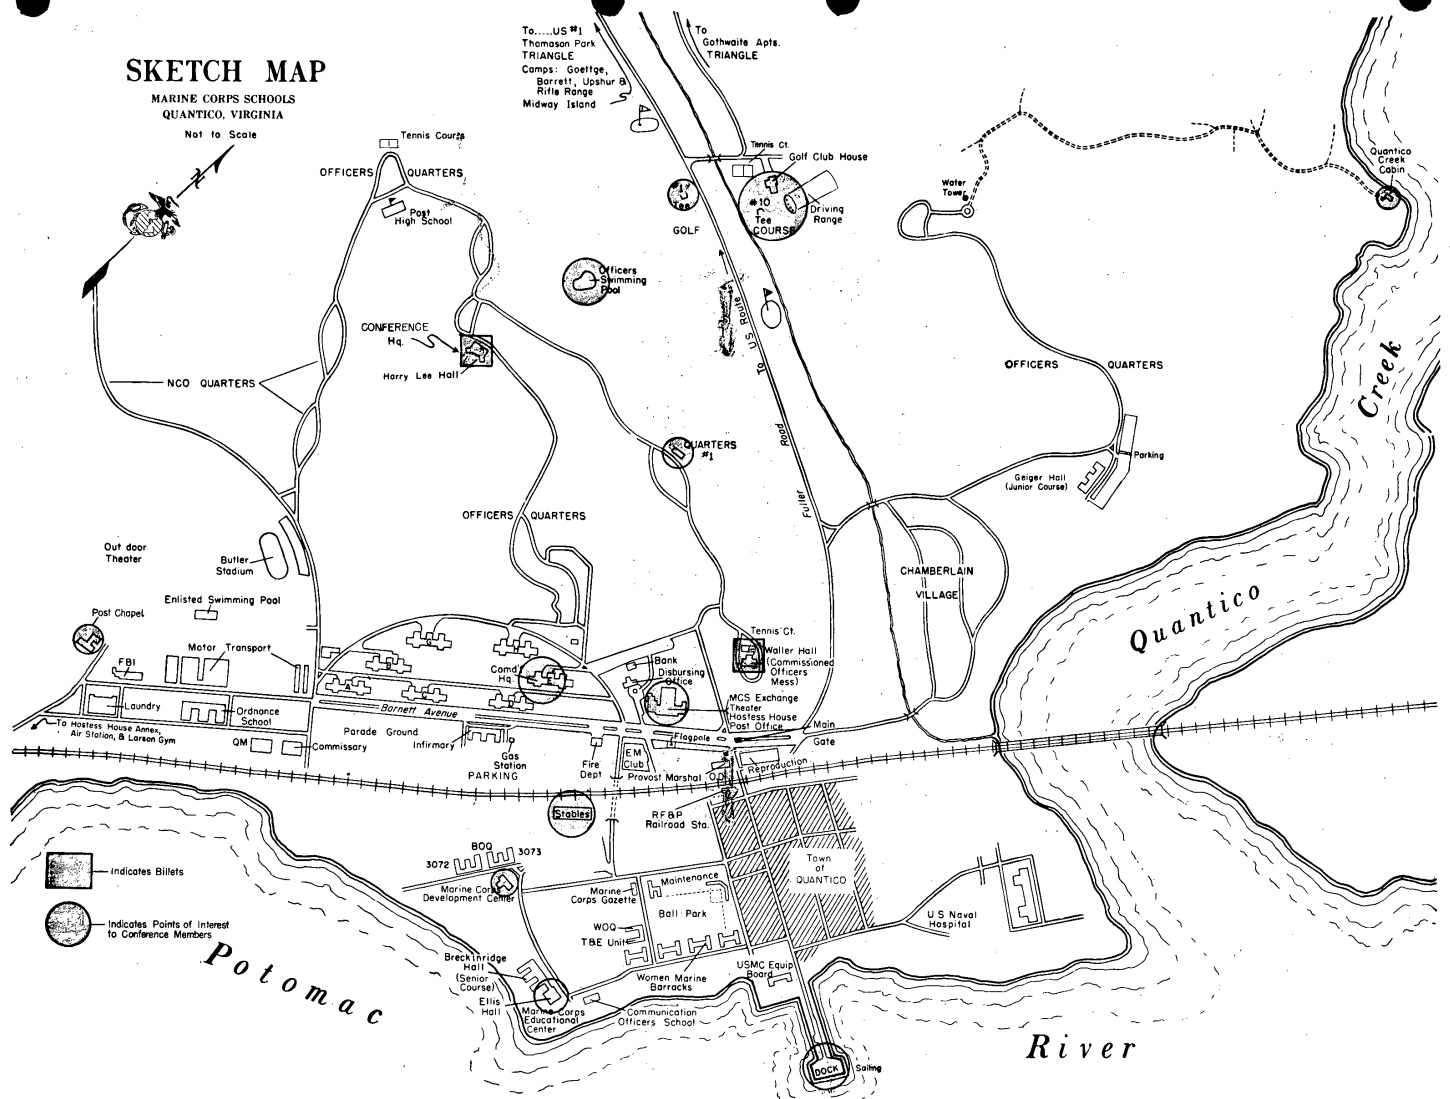 To.....US #1
Thomason Park
TRIANGLE
Camps: Goettge,
Barrett, Upshur &
Rifle Range
Midway Island
To
Gothwaite Apts.
TRIANGLE
SKETCH MAP
MARINE CORPS SCHOOLS
QUANTICO, VIRGINIA
Not to Scale
N
Tennis Courts
OFFICERS QUARTERS
Post
High School
Tennis Ct.
Golf Club House
#1
Tee
#10
Tee
COURSE
Driving
Range
GOLF
Water
Tower
Quantico
Creek
Cabin
Officers
Swimming
Pool
CONFERENCE
Hq.
Harry Lee Hall
NCO QUARTERS
To US Route
Fuller Road
OFFICERS QUARTERS
Creek
QUARTERS
#1
Parking
Geiger Hall
(Junior Course)
OFFICERS QUARTERS
Out door
Theater
Butler
Stadium
CHAMBERLAIN
VILLAGE
Quantico
Enlisted Swimming Pool
Post Chapel
FBI
Motor Transport
Tennis Ct.
Waller Hall
(Commissioned
Officers
Mess)
Comd'
Hq.
Bank
Disbursing
Office
MCS Exchange
Theater
Hostess House
Post Office
Laundry
Ordnance
School
Barnett Avenue
To Hostess House Annex,
Air Station, & Larson Gym
QM
Commissary
Parade Ground
Infirmary
Gas
Station
PARKING
Fire
Dept
EM
Club
Flagpole
Main
Gate
Provost Marshal
O.D.
Reproduction
RF&P
Railroad Sta.
Stables
Indicates Billets
Indicates Points of Interest
to Conference Members
BOQ
3072
3073
Marine Corps
Development Center
Marine
Corps Gazette
Maintenance
Ball Park
WOQ
T&E Unit
Town
of
QUANTICO
U S Naval
Hospital
Breckinridge
Hall
(Senior
Course)
Ellis
Hall
Marine Corps
Educational
Center
Women Marine
Barracks
USMC Equip
Board
Communication
Officers School
Potomac
River
DOCK
Sailing